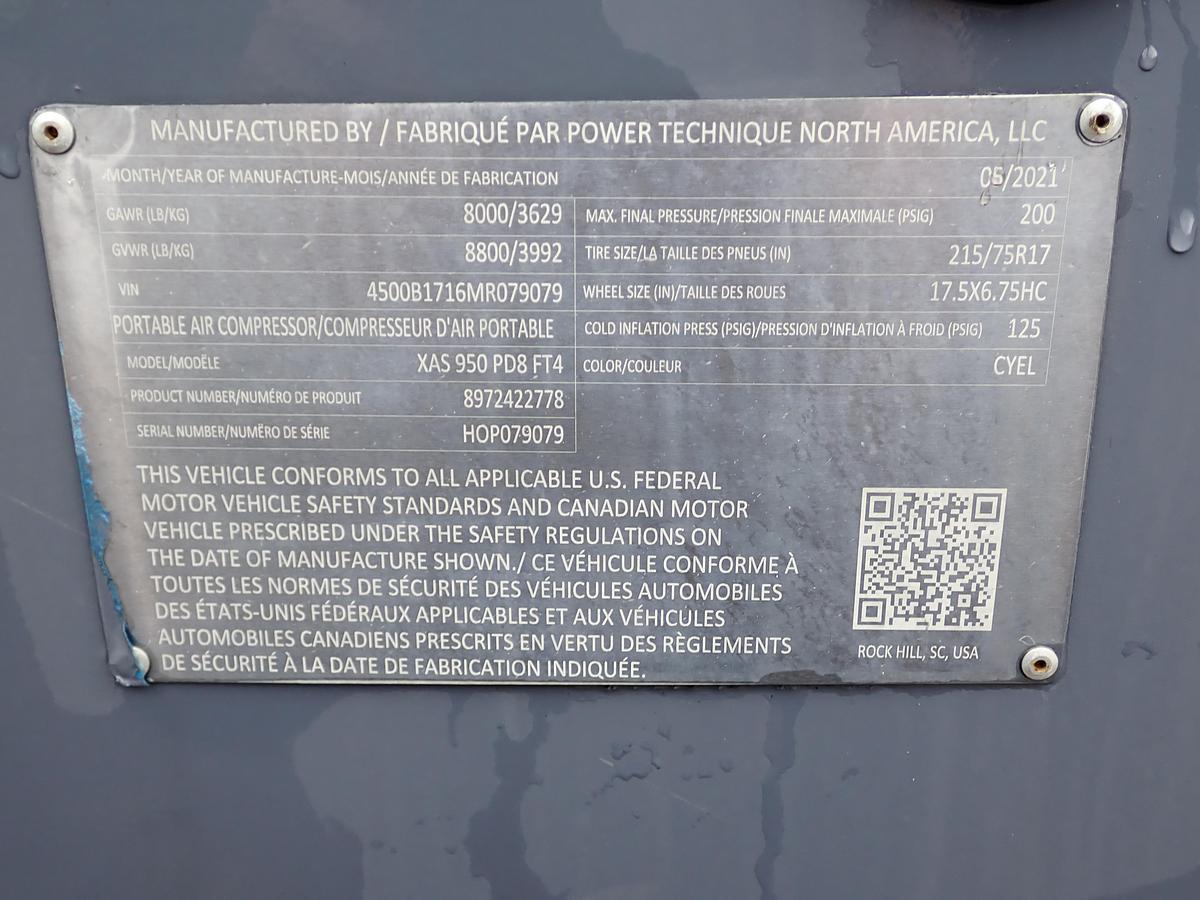 MANUFACTURED BY / FABRIQUÉ PAR POWER TECHNIQUE NORTH AMERICA, LLC
MONTH/YEAR OF MANUFACTURE-MOIS/ANNÉE DE FABRICATION 05/2021
GAWR (LB/KG) 8000/3629 MAX. FINAL PRESSURE/PRESSION FINALE MAXIMALE (PSIG) 200
GVWR (LB/KG) 8800/3992 TIRE SIZE/LA TAILLE DES PNEUS (IN) 215/75R17
VIN 4500B1716MR079079 WHEEL SIZE (IN)/TAILLE DES ROUES 17.5X6.75HC
PORTABLE AIR COMPRESSOR/COMPRESSEUR D'AIR PORTABLE COLD INFLATION PRESS (PSIG)/PRESSION D'INFLATION À FROID (PSIG) 125
MODEL/MODËLE XAS 950 PD8 FT4 COLOR/COULEUR CYEL
PRODUCT NUMBER/NUMÉRO DE PRODUIT 8972422778
SERIAL NUMBER/NUMËRO DE SÉRIE HOP079079
THIS VEHICLE CONFORMS TO ALL APPLICABLE U.S. FEDERAL
MOTOR VEHICLE SAFETY STANDARDS AND CANADIAN MOTOR
VEHICLE PRESCRIBED UNDER THE SAFETY REGULATIONS ON
THE DATE OF MANUFACTURE SHOWN./ CE VÉHICULE CONFORME À
TOUTES LES NORMES DE SÉCURITÉ DES VÉHICULES AUTOMOBILES
DES ÉTATS-UNIS FÉDÉRAUX APPLICABLES ET AUX VÉHICULES
AUTOMOBILES CANADIENS PRESCRITS EN VERTU DES RÈGLEMENTS
DE SÉCURITÉ À LA DATE DE FABRICATION INDIQUÉE.
ROCK HILL, SC, USA